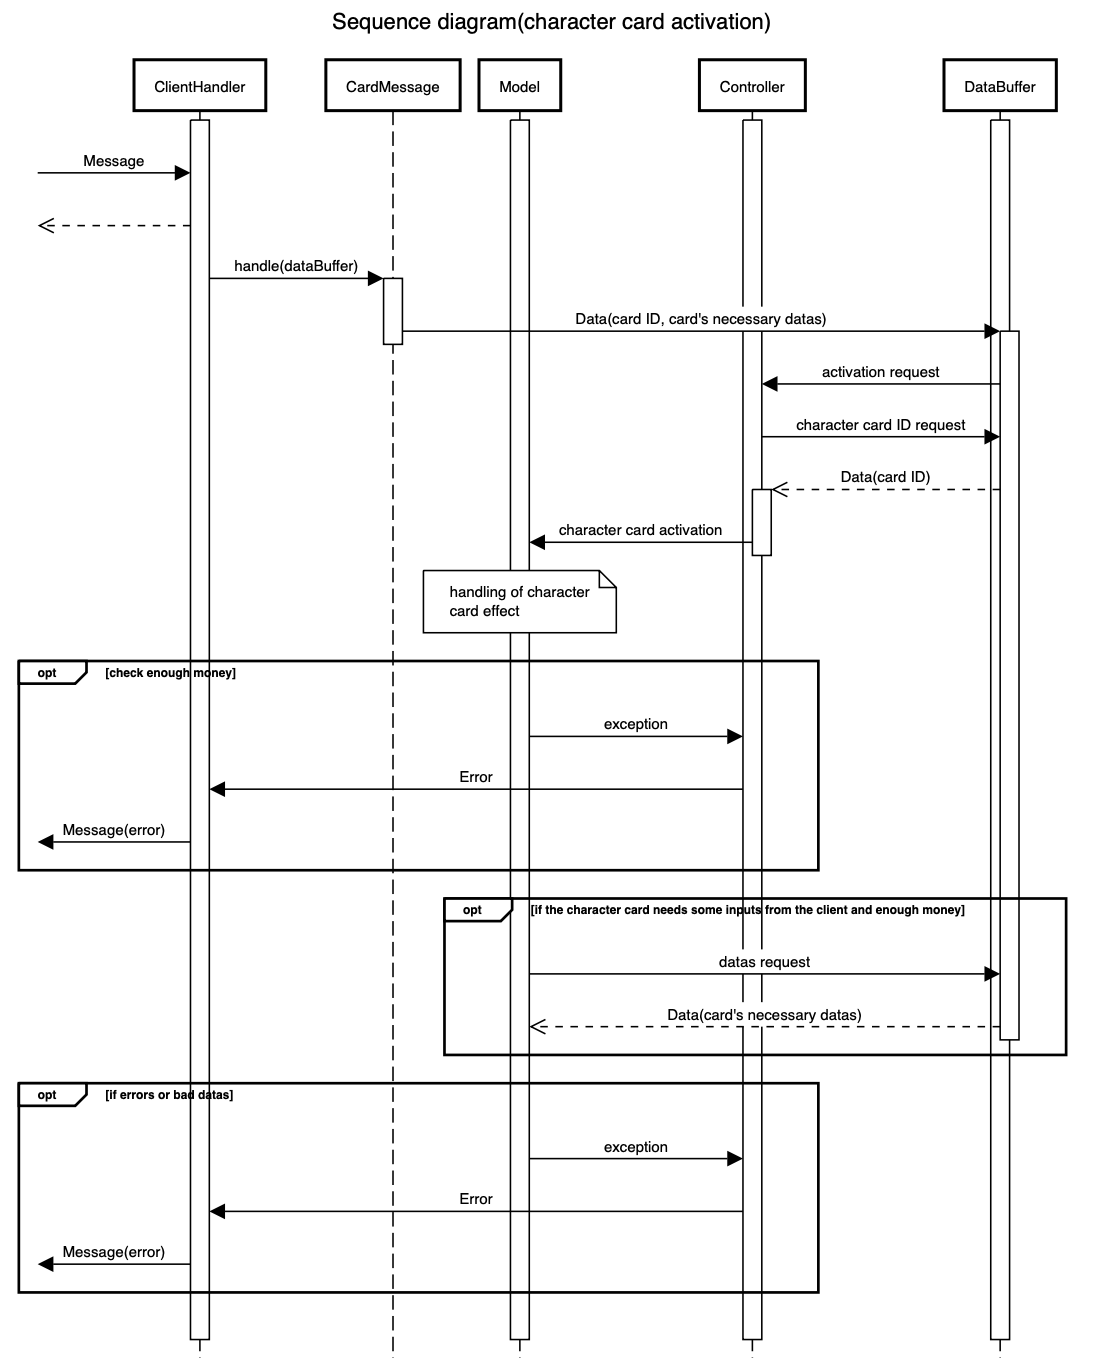 Sequence diagram(character card activation)
ClientHandler
CardMessage
Model
Controller
DataBuffer
Message
handle(dataBuffer)
Data(card ID, card's necessary datas)
activation request
character card ID request
Data(card ID)
character card activation
handling of character
card effect
opt
[check enough money]
exception
Error
Message(error)
opt
[if the character card needs some inputs from the client and enough money]
datas request
Data(card's necessary datas)
opt
[if errors or bad datas]
exception
Error
Message(error)